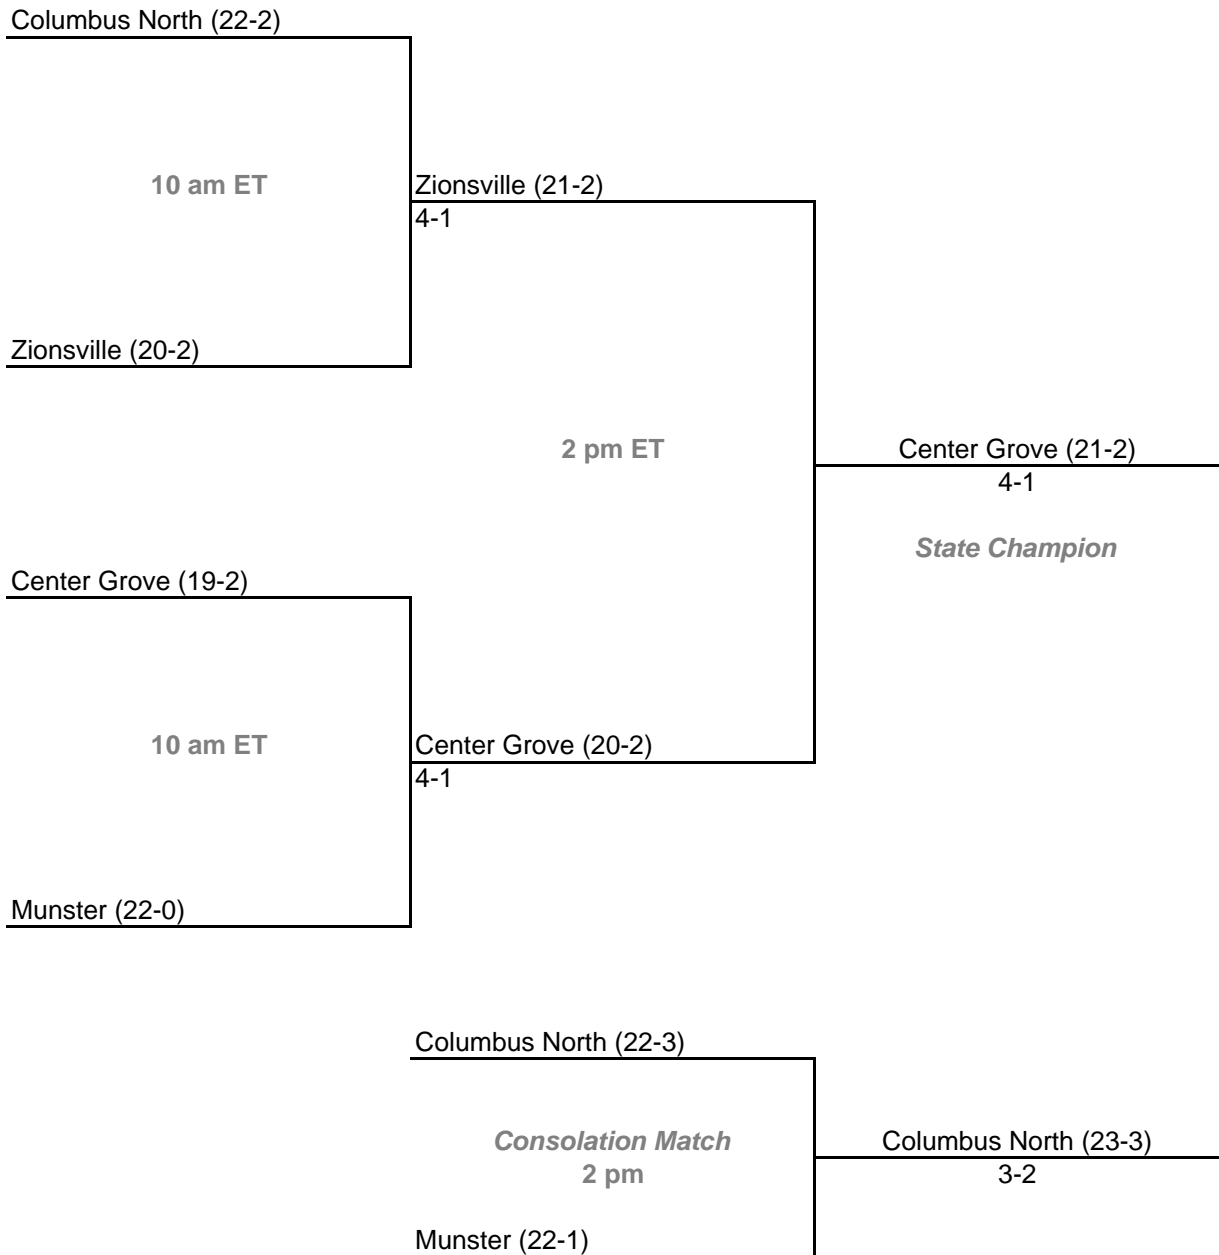 Columbus North (22-2)
10 am ET
Zionsville (21-2)
4-1
Zionsville (20-2)
2 pm ET
Center Grove (21-2)
4-1
State Champion
Center Grove (19-2)
10 am ET
Center Grove (20-2)
4-1
Munster (22-0)
Columbus North (22-3)
Consolation Match
2 pm
Columbus North (23-3)
3-2
Munster (22-1)